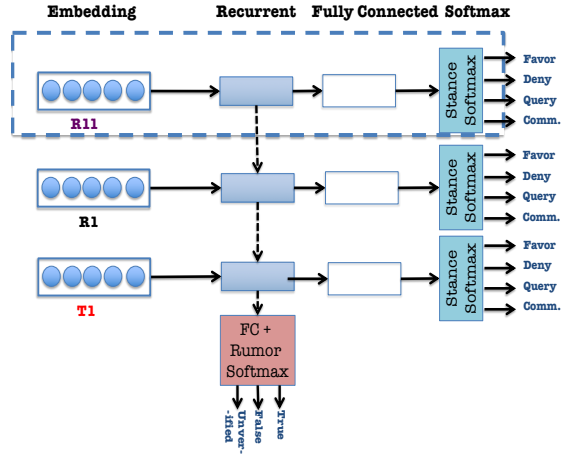 Embedding Recurrent Fully Connected Softmax
R11
Stance Softmax
Favor
Deny
Query
Comm.
R1
Stance Softmax
Favor
Deny
Query
Comm.
T1
Stance Softmax
Favor
Deny
Query
Comm.
FC +
Rumor
Softmax
Unver-
ified
False
True